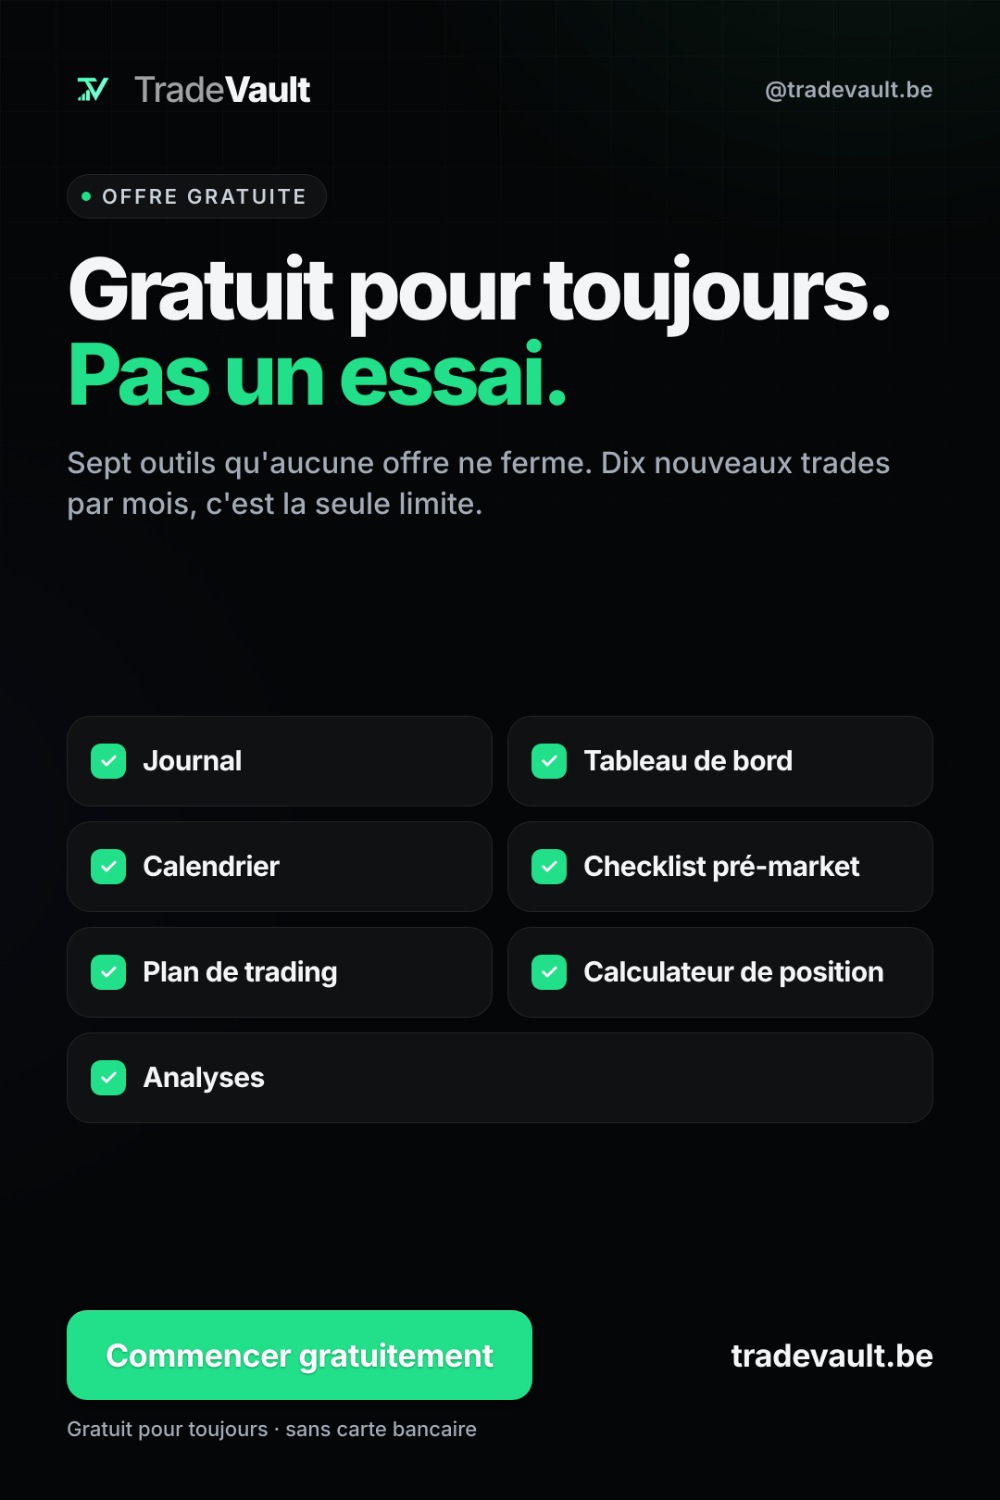 TradeVault
@tradevault.be
OFFRE GRATUITE
Gratuit pour toujours.
Pas un essai.
Sept outils qu'aucune offre ne ferme. Dix nouveaux trades
par mois, c'est la seule limite.
Journal
Tableau de bord
Calendrier
Checklist pré-market
Plan de trading
Calculateur de position
Analyses
Commencer gratuitement
tradevault.be
Gratuit pour toujours · sans carte bancaire